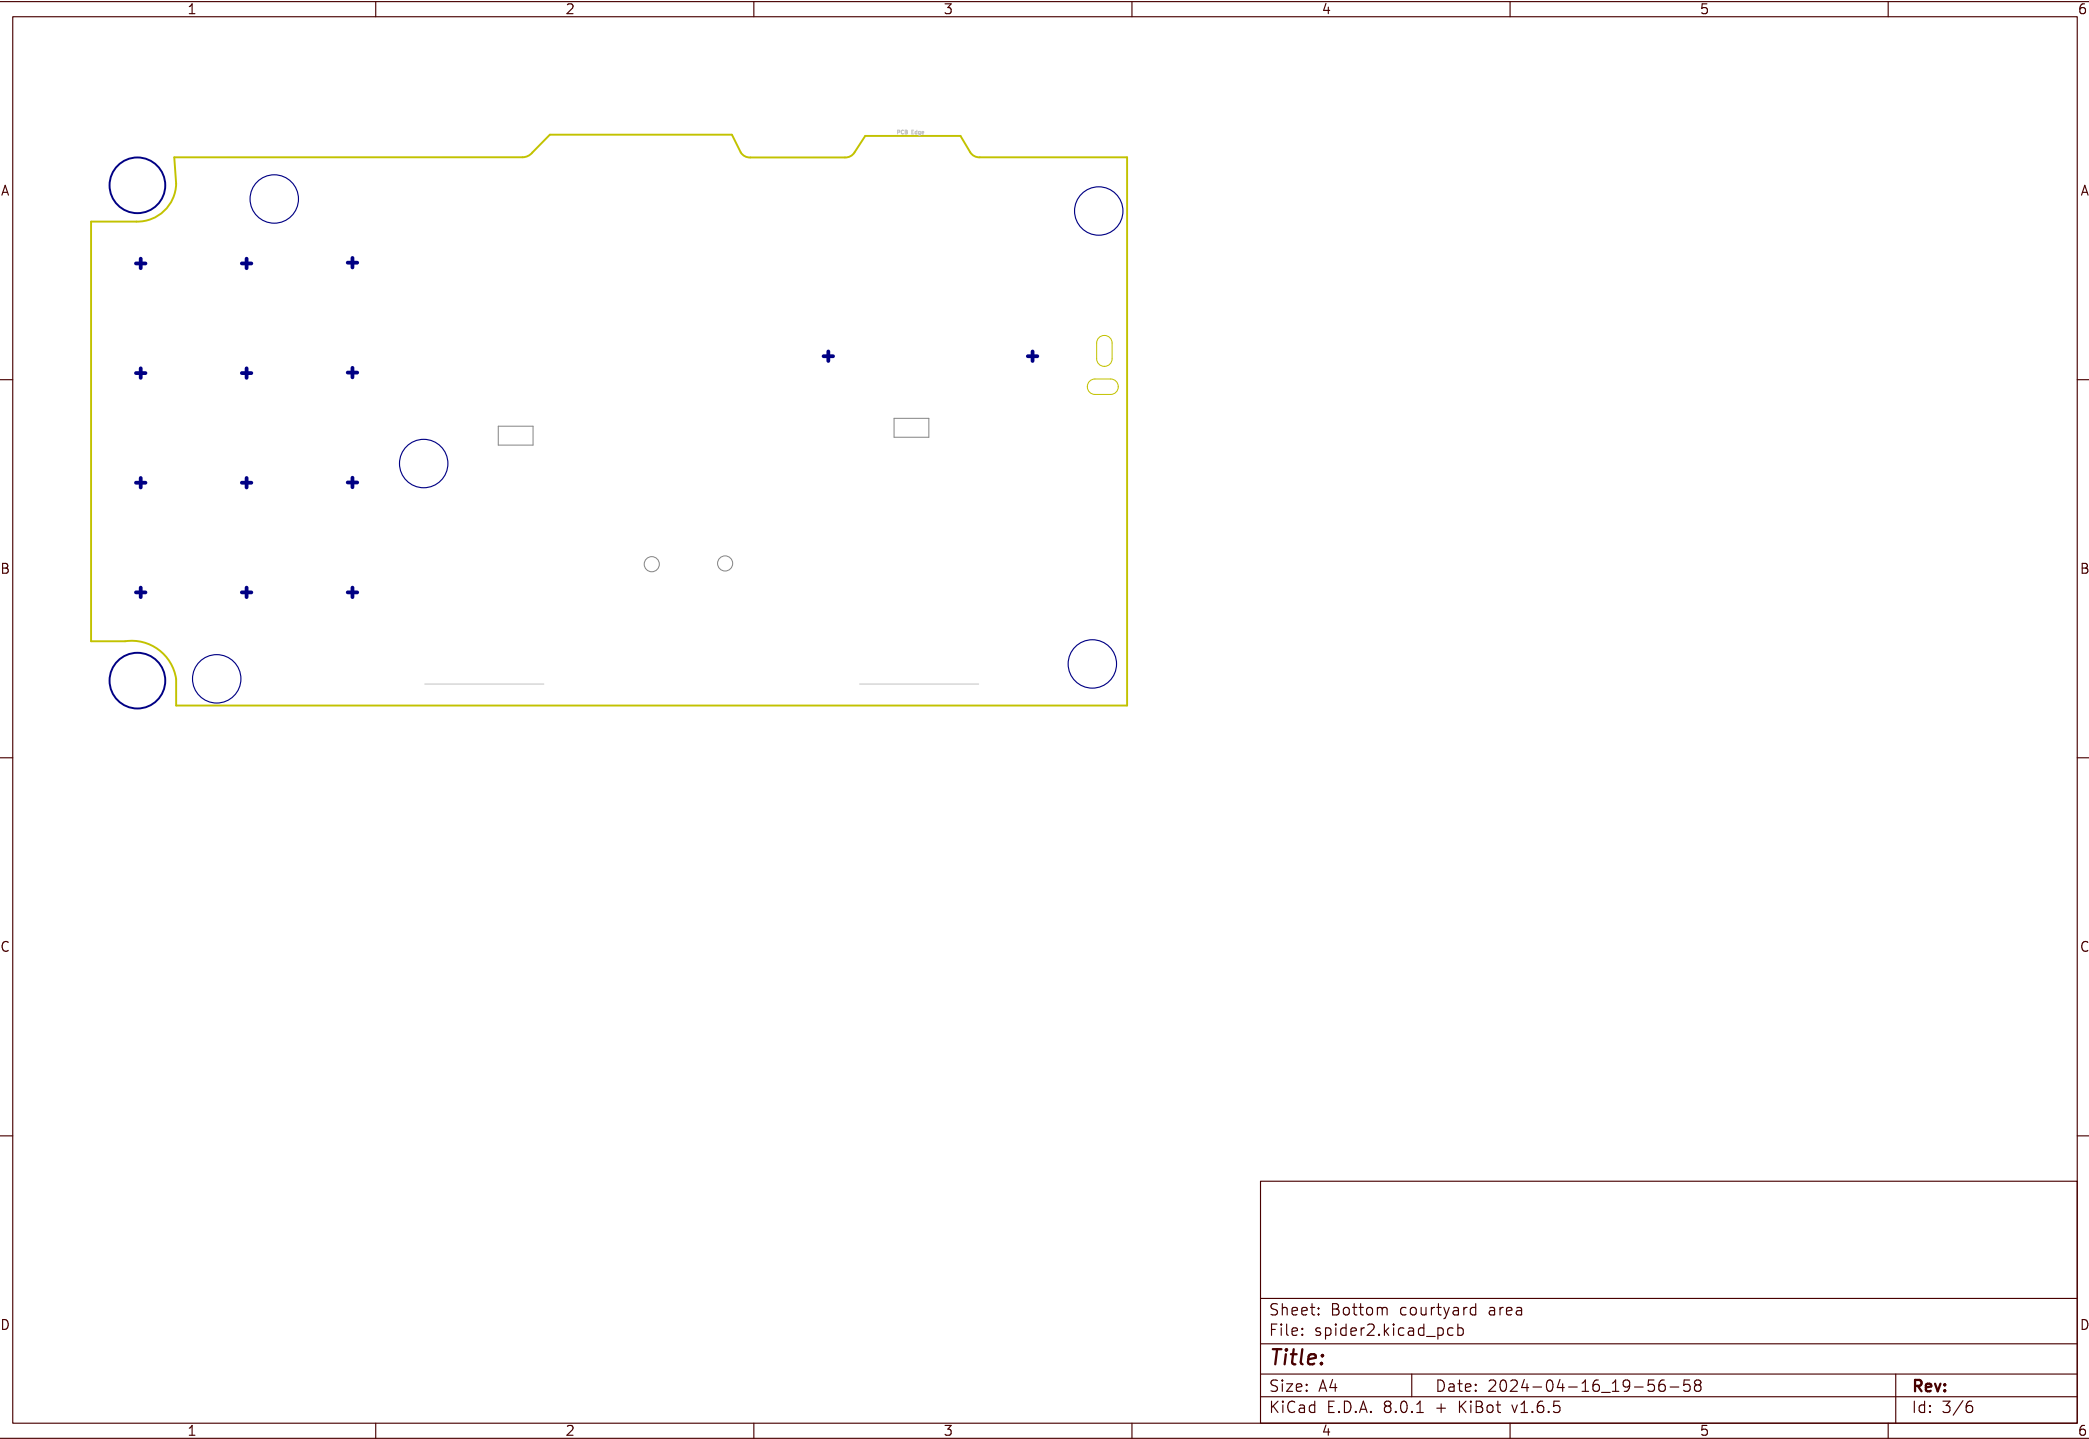 1 2 3 4 5 6
PCB Edge
A A
B B
C C
D D
Sheet: Bottom courtyard area
File: spider2.kicad_pcb
Title:
Size: A4 Date: 2024-04-16_19-56-58 Rev:
KiCad E.D.A. 8.0.1 + KiBot v1.6.5 Id: 3/6
1 2 3 4 5 6